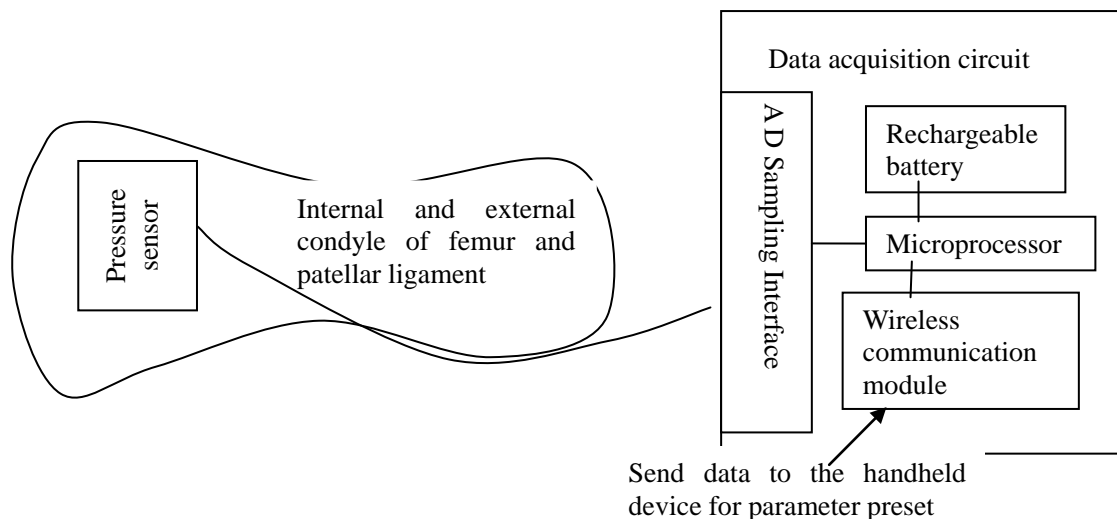 Data acquisition circuit
Pressure
sensor
Internal and external
condyle of femur and
patellar ligament
A D Sampling Interface
Rechargeable
battery
Microprocessor
Wireless
communication
module
Send data to the handheld
device for parameter preset